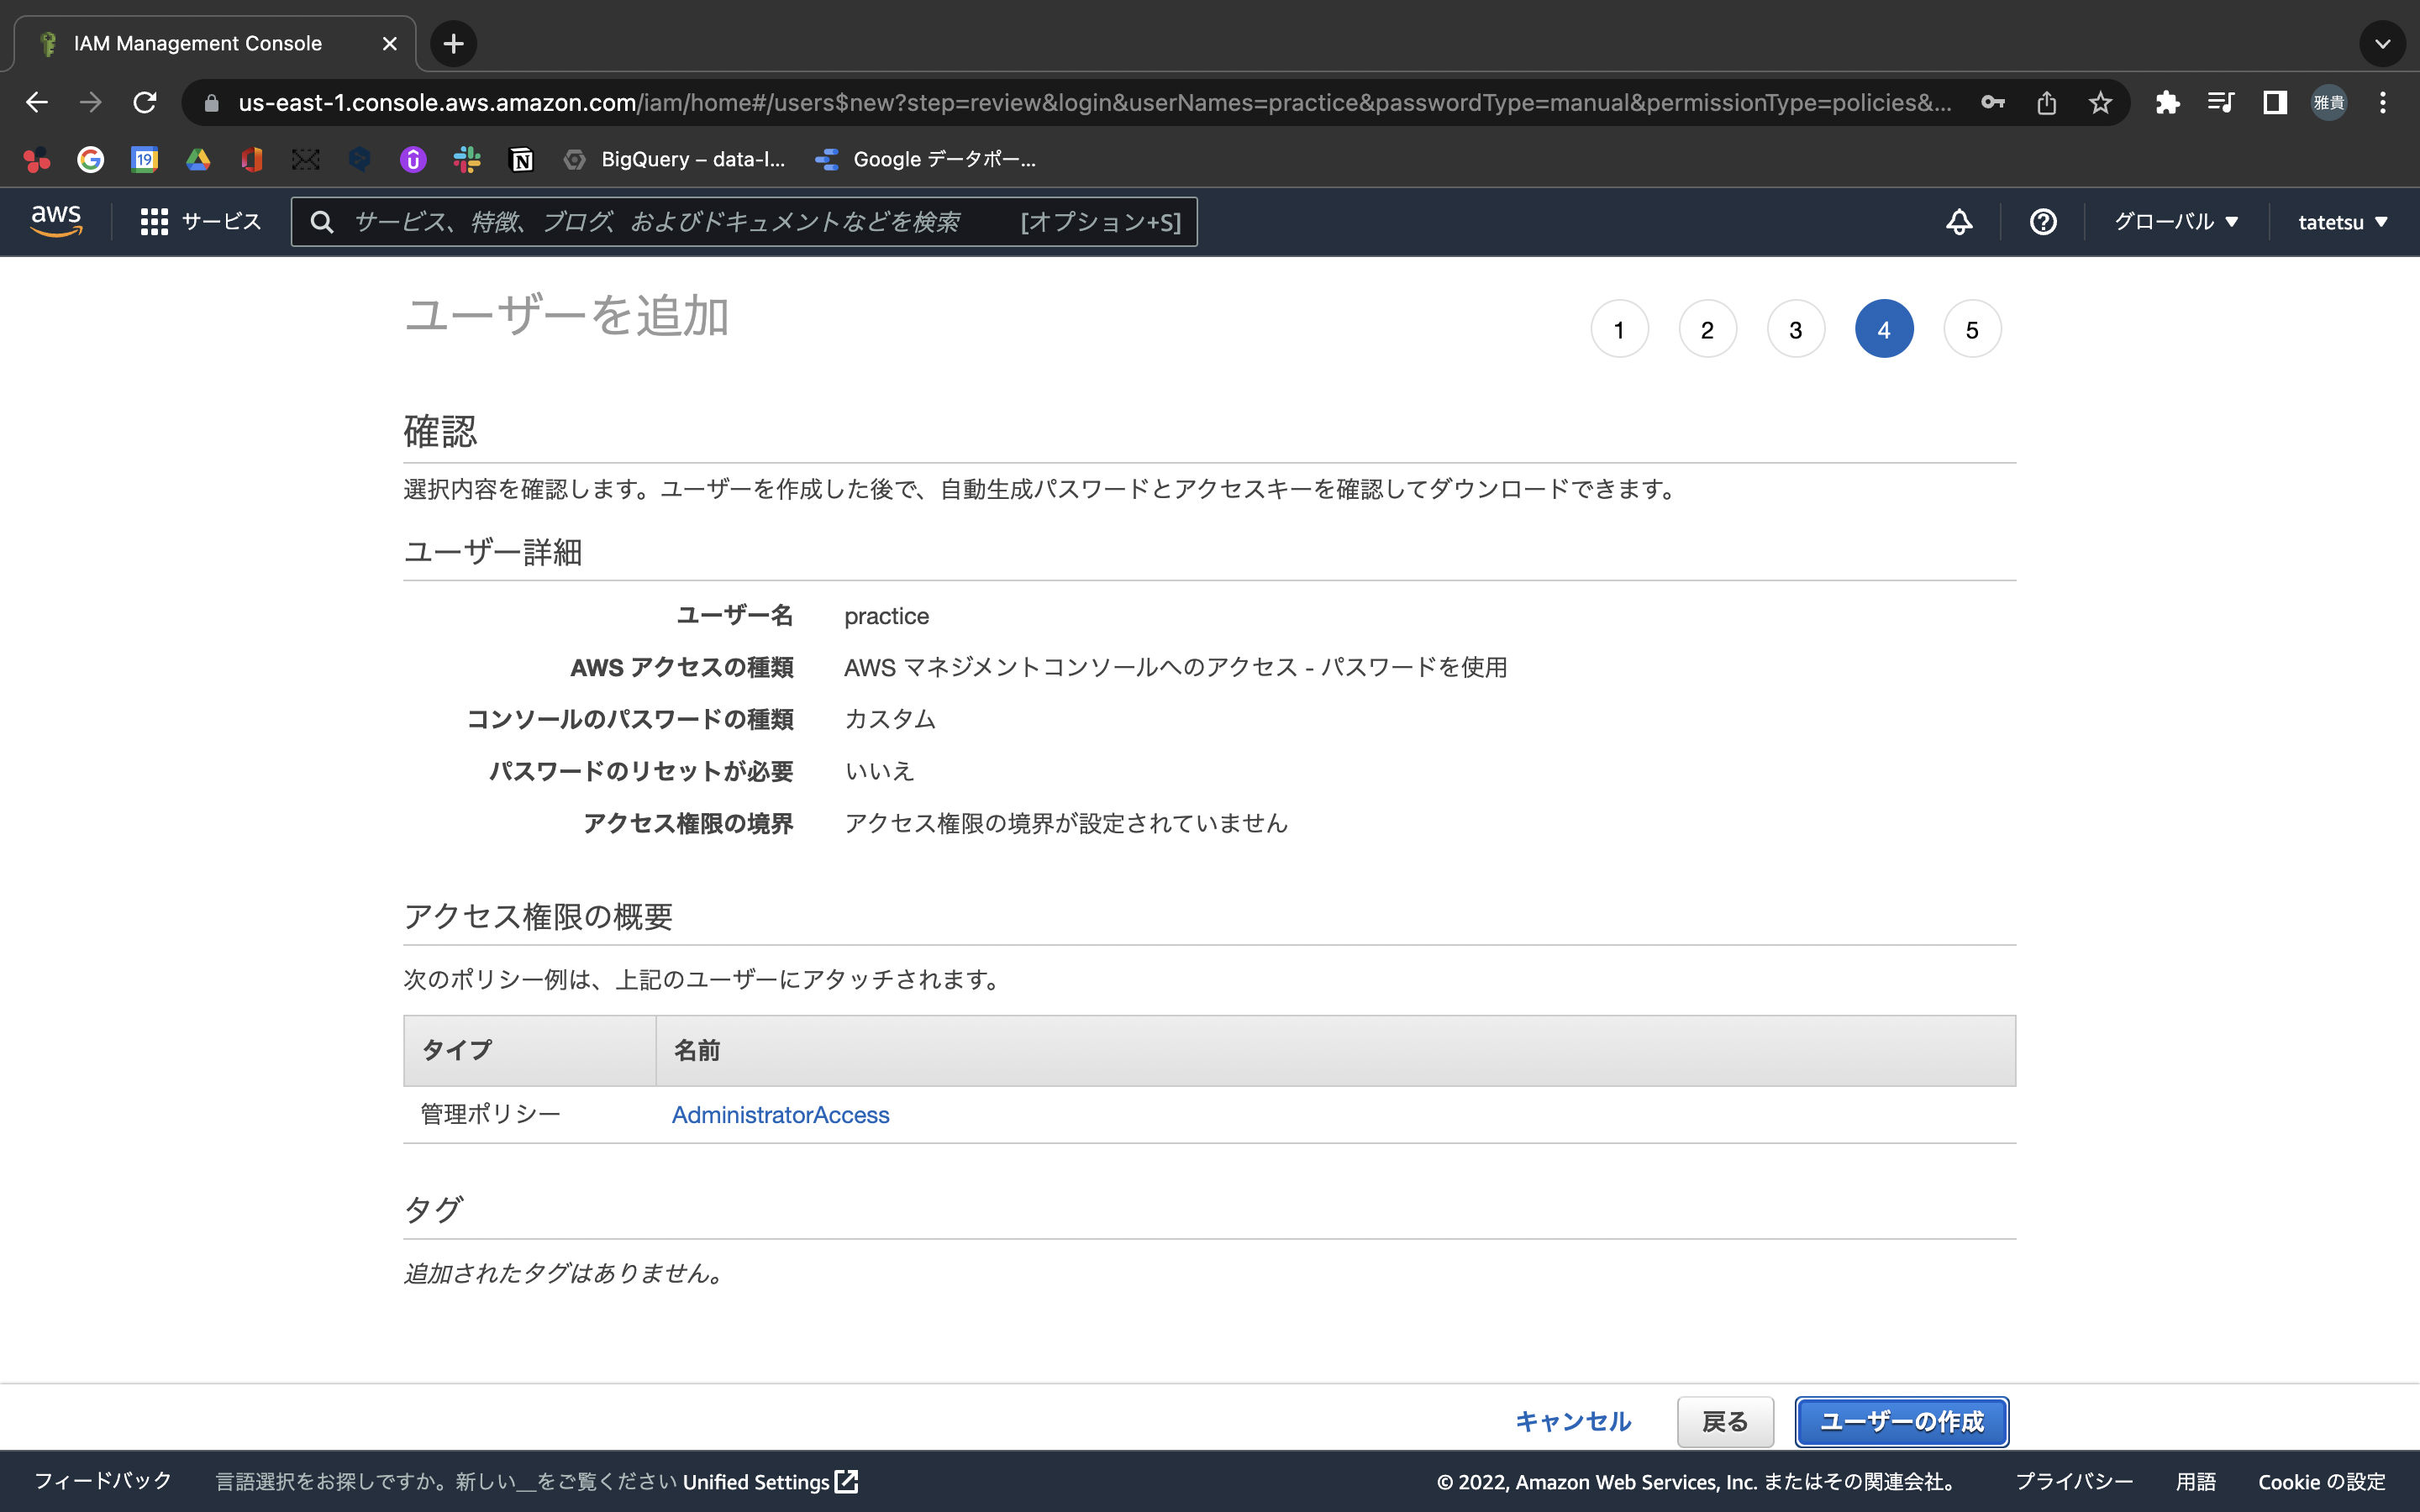 IAM Management Console
us-east-1.console.aws.amazon.com/iam/home#/users$new?step=review&login&userNames=practice&passwordType=manual&permissionType=policies&...
雅貴
19
BigQuery – data-l...
Google データポー...
aws
サービス
サービス、特徴、ブログ、およびドキュメントなどを検索
[オプション+S]
グローバル
tatetsu
ユーザーを追加
1
2
3
4
5
確認
選択内容を確認します。ユーザーを作成した後で、自動生成パスワードとアクセスキーを確認してダウンロードできます。
ユーザー詳細
ユーザー名 practice
AWS アクセスの種類 AWS マネジメントコンソールへのアクセス - パスワードを使用
コンソールのパスワードの種類 カスタム
パスワードのリセットが必要 いいえ
アクセス権限の境界 アクセス権限の境界が設定されていません
アクセス権限の概要
次のポリシー例は、上記のユーザーにアタッチされます。
タイプ 名前
管理ポリシー AdministratorAccess
タグ
追加されたタグはありません。
キャンセル
戻る
ユーザーの作成
フィードバック
言語選択をお探しですか。新しい__をご覧ください Unified Settings
© 2022, Amazon Web Services, Inc. またはその関連会社。
プライバシー
用語
Cookie の設定